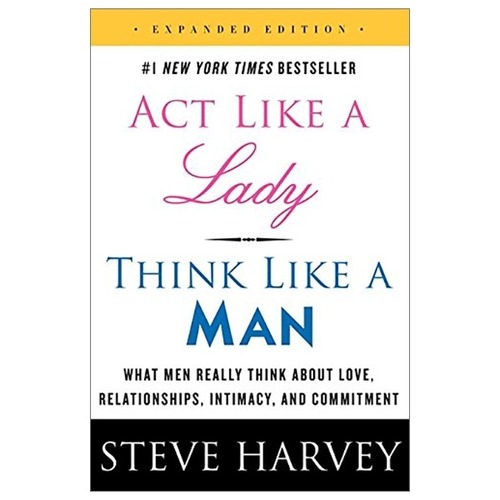 • EXPANDED EDITION •
#1 NEW YORK TIMES BESTSELLER
ACT LIKE A
Lady
THINK LIKE A
MAN
WHAT MEN REALLY THINK ABOUT LOVE,
RELATIONSHIPS, INTIMACY, AND COMMITMENT
STEVE HARVEY